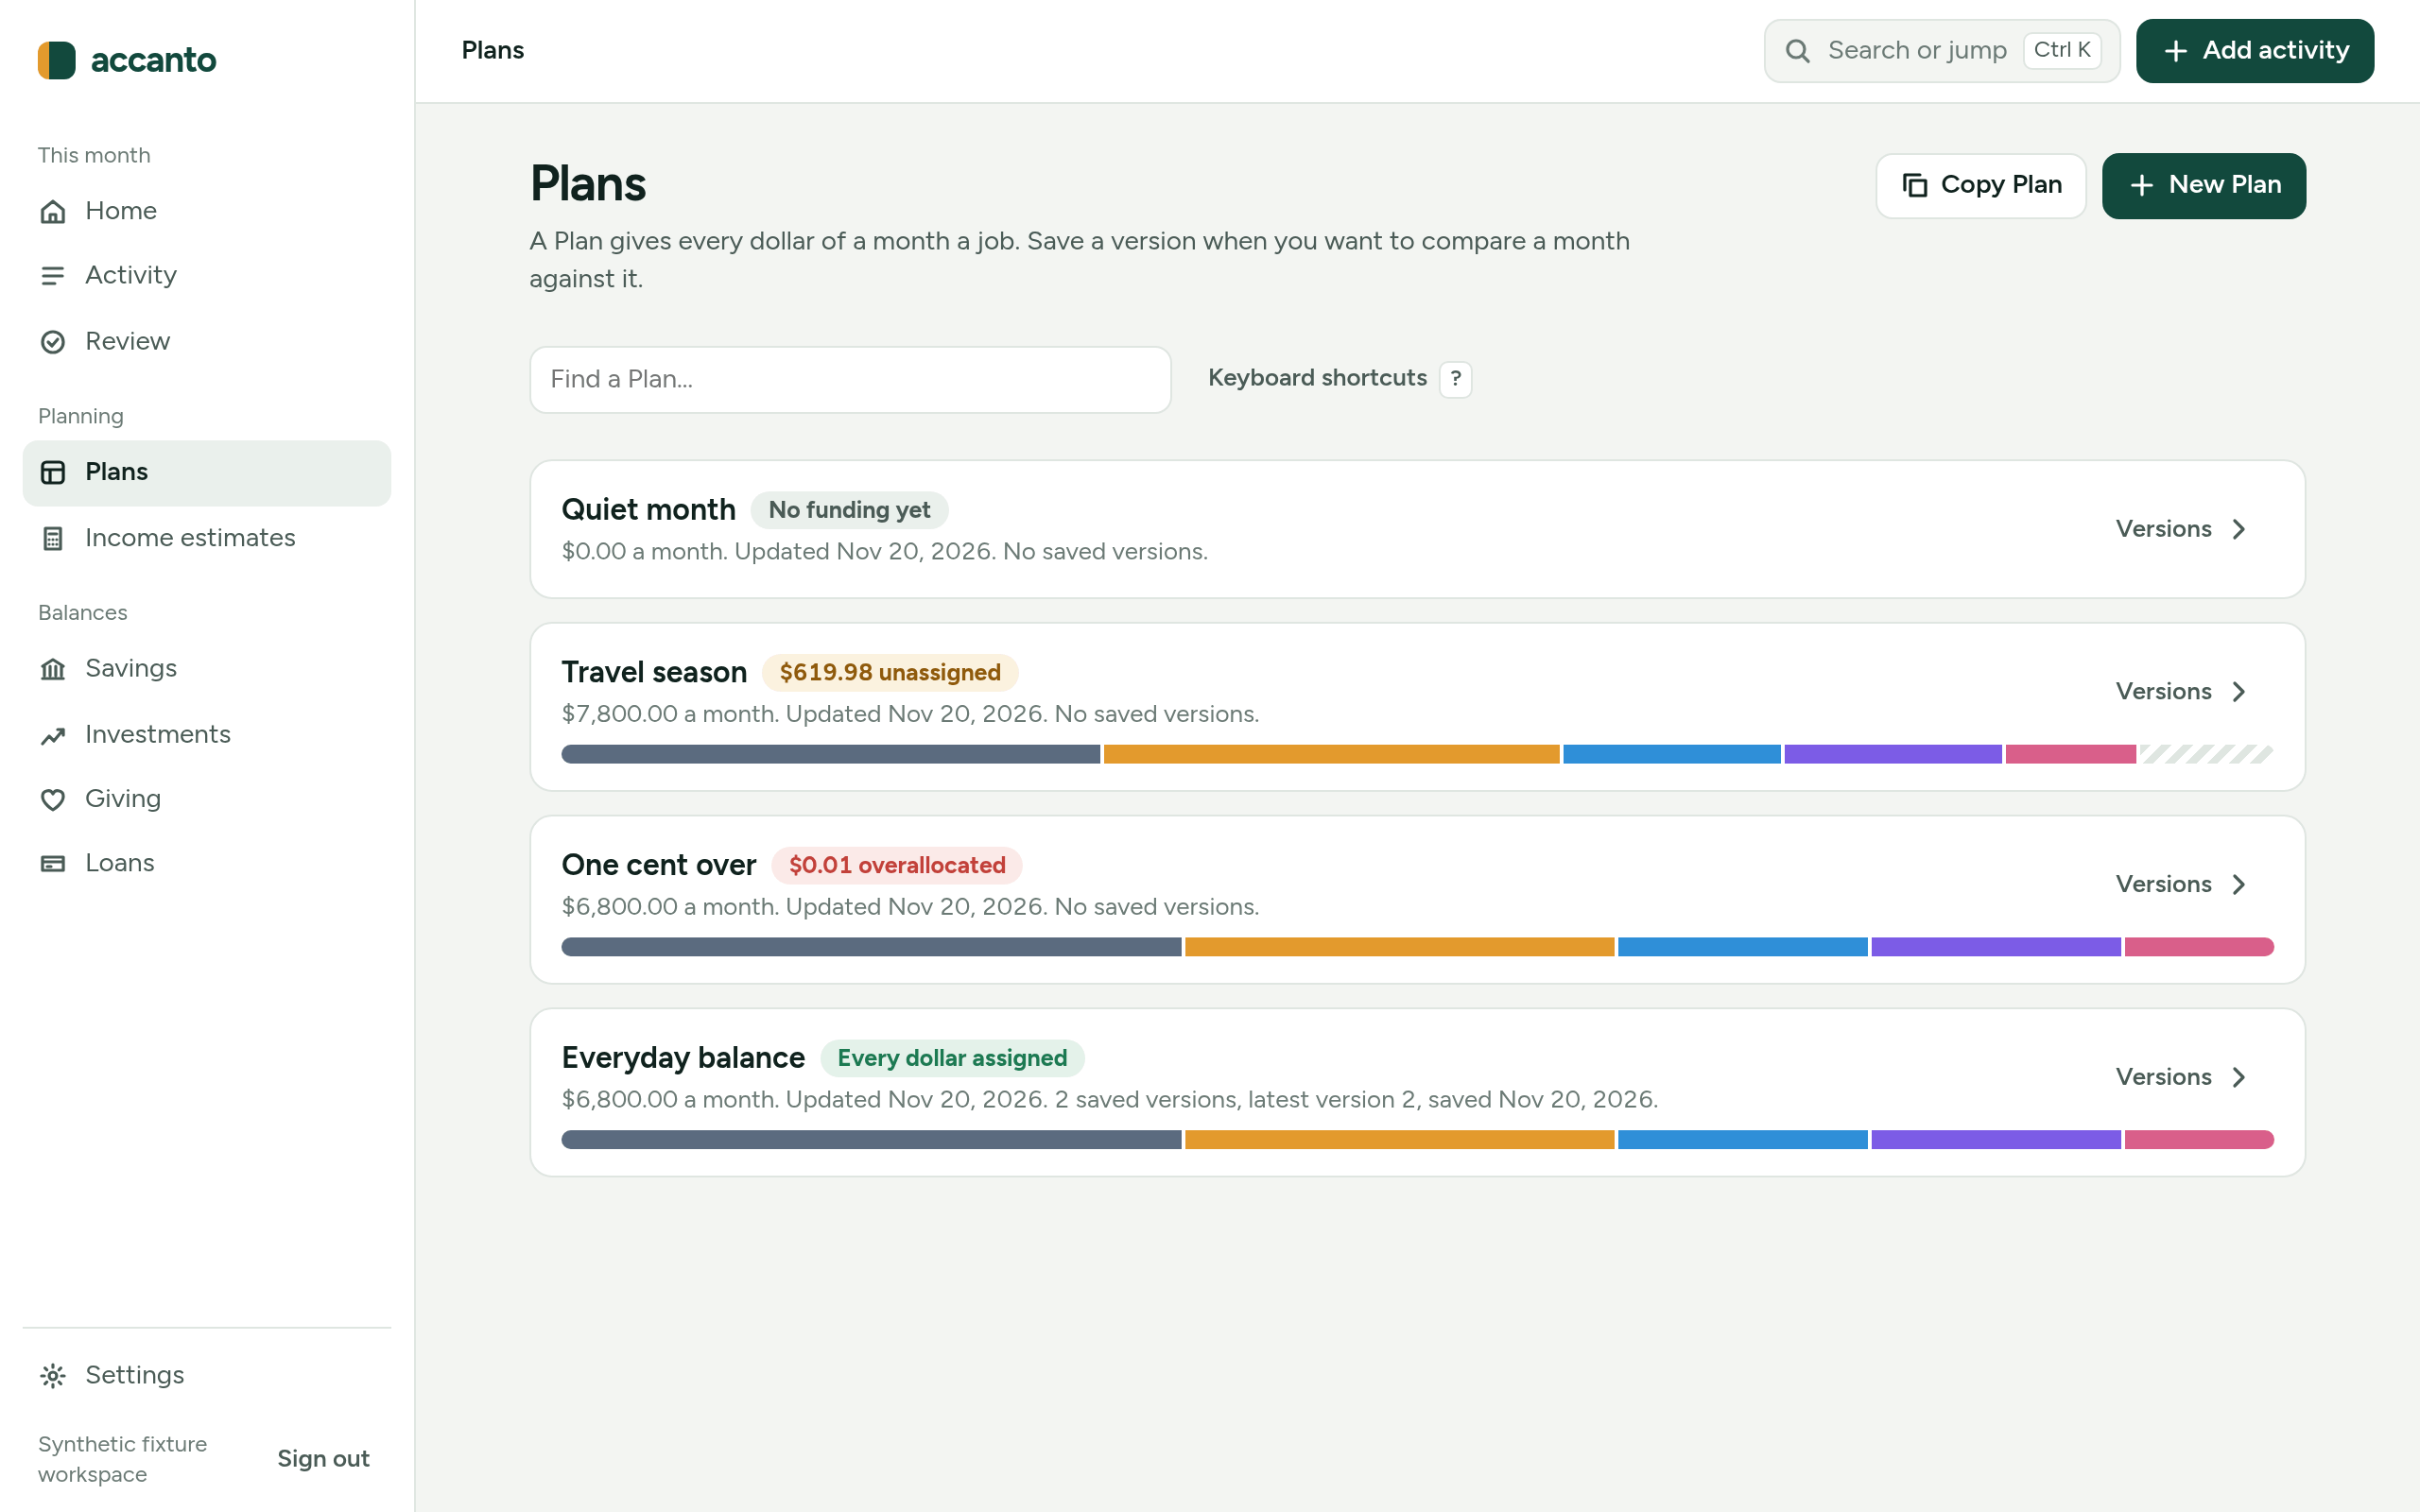 accanto
This month
Home
Activity
Review
Planning
Plans
Income estimates
Balances
Savings
Investments
Giving
Loans
Settings
Synthetic fixture
workspace
Sign out
Plans
Search or jump
Ctrl K
Add activity
Plans
Copy Plan
New Plan
A Plan gives every dollar of a month a job. Save a version when you want to compare a month
against it.
Find a Plan...
Keyboard shortcuts ?
Quiet month No funding yet
$0.00 a month. Updated Nov 20, 2026. No saved versions.
Versions
Travel season $619.98 unassigned
$7,800.00 a month. Updated Nov 20, 2026. No saved versions.
Versions
One cent over $0.01 overallocated
$6,800.00 a month. Updated Nov 20, 2026. No saved versions.
Versions
Everyday balance Every dollar assigned
$6,800.00 a month. Updated Nov 20, 2026. 2 saved versions, latest version 2, saved Nov 20, 2026.
Versions